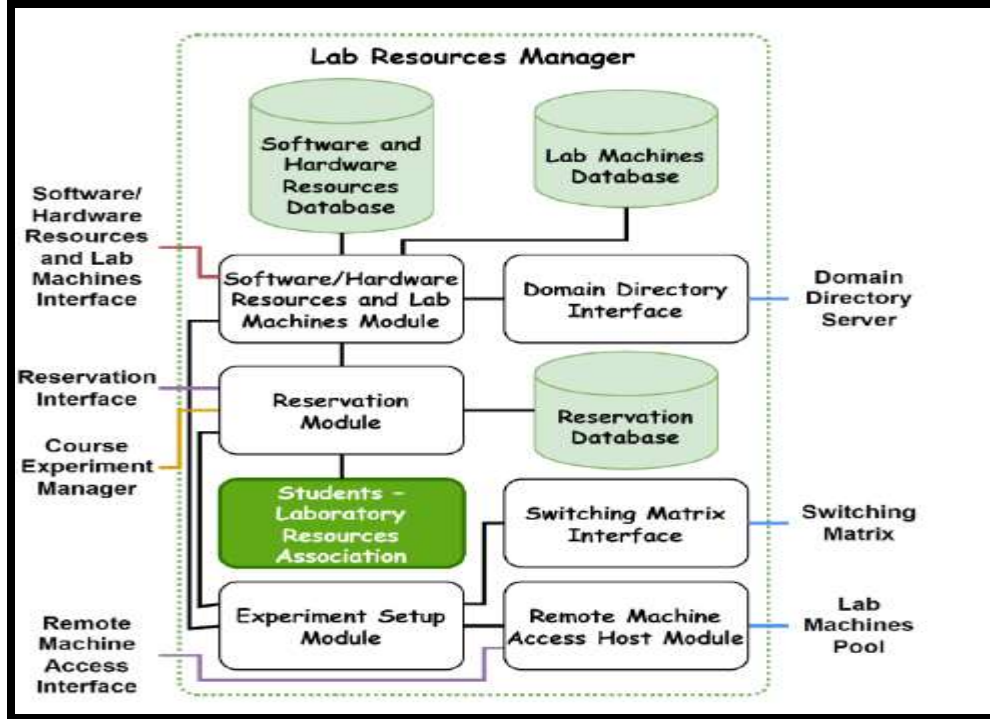 Lab Resources Manager
Software and
Hardware
Resources
Database
Lab Machines
Database
Software/
Hardware
Resources
and Lab
Machines
Interface
Software/Hardware
Resources and Lab
Machines Module
Domain Directory
Interface
Domain
Directory
Server
Reservation
Interface
Reservation
Module
Reservation
Database
Course
Experiment
Manager
Students -
Laboratory
Resources
Association
Switching Matrix
Interface
Switching
Matrix
Experiment Setup
Module
Remote Machine
Access Host Module
Lab
Machines
Pool
Remote
Machine
Access
Interface